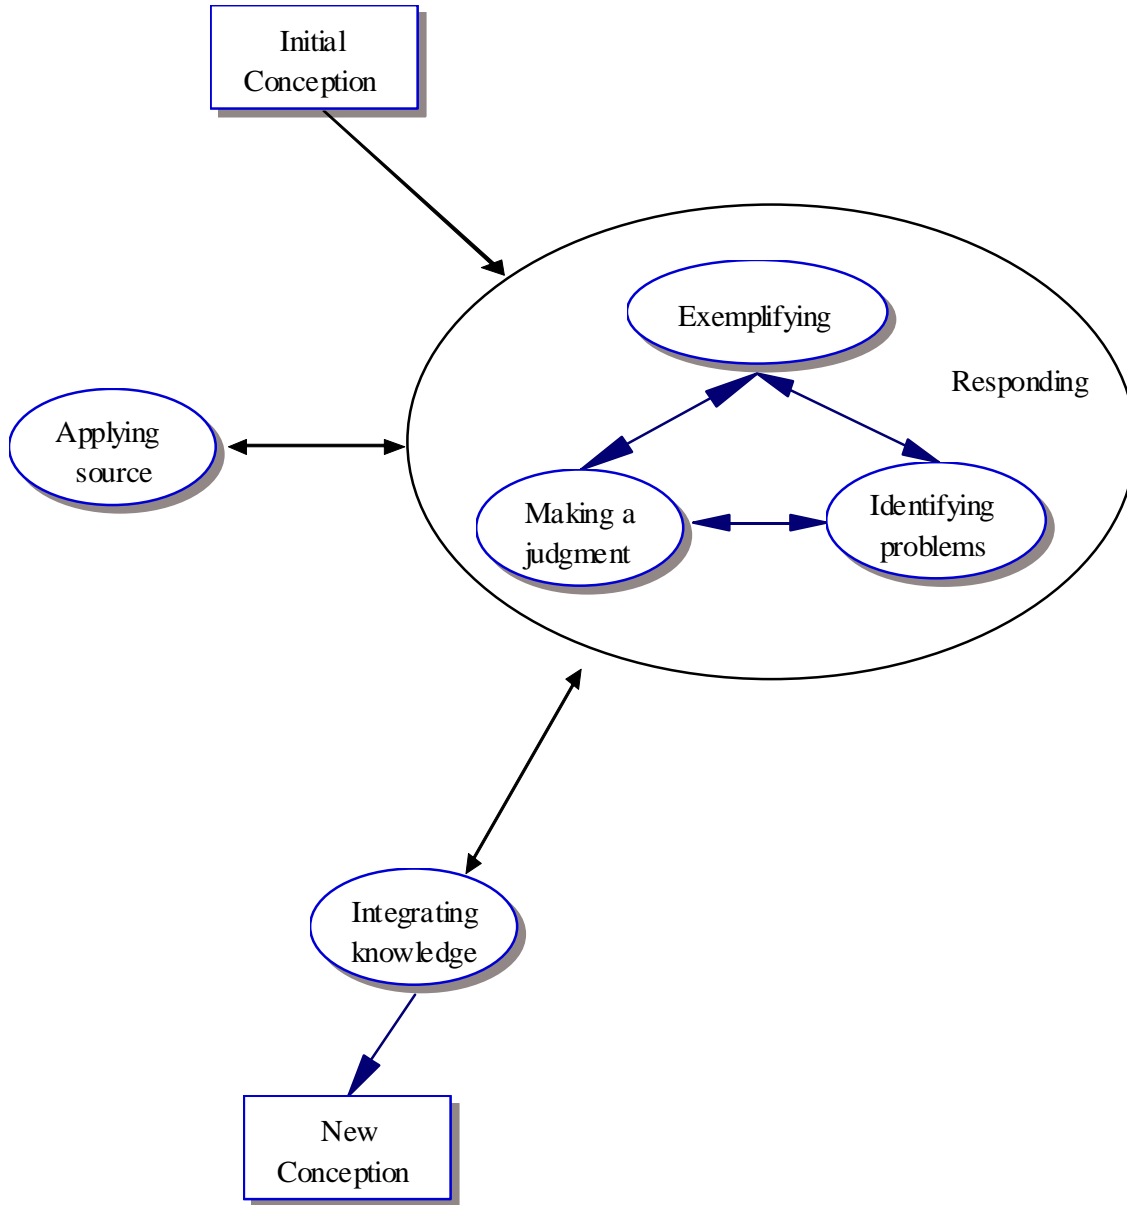 Initial
Conception
Exemplifying
Responding
Applying
source
Making a
judgment
Identifying
problems
Integrating
knowledge
New
Conception